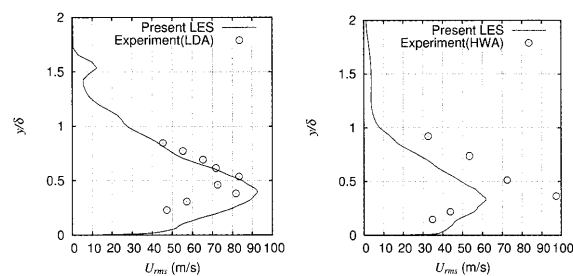 Present LES
Experiment(LDA)
2
1.5
1
0.5
0
y/δ
0 10 20 30 40 50 60 70 80 90 100
U_rms (m/s)
Present LES
Experiment(HWA)
2
1.5
1
0.5
0
y/δ
0 10 20 30 40 50 60 70 80 90 100
U_rms (m/s)